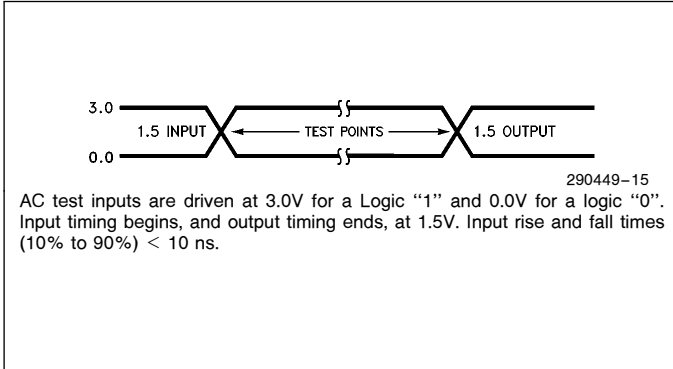 3.0
1.5 INPUT
TEST POINTS
1.5 OUTPUT
0.0
290449–15
AC test inputs are driven at 3.0V for a Logic ‘‘1’’ and 0.0V for a logic ‘‘0’’.
Input timing begins, and output timing ends, at 1.5V. Input rise and fall times
(10% to 90%) < 10 ns.